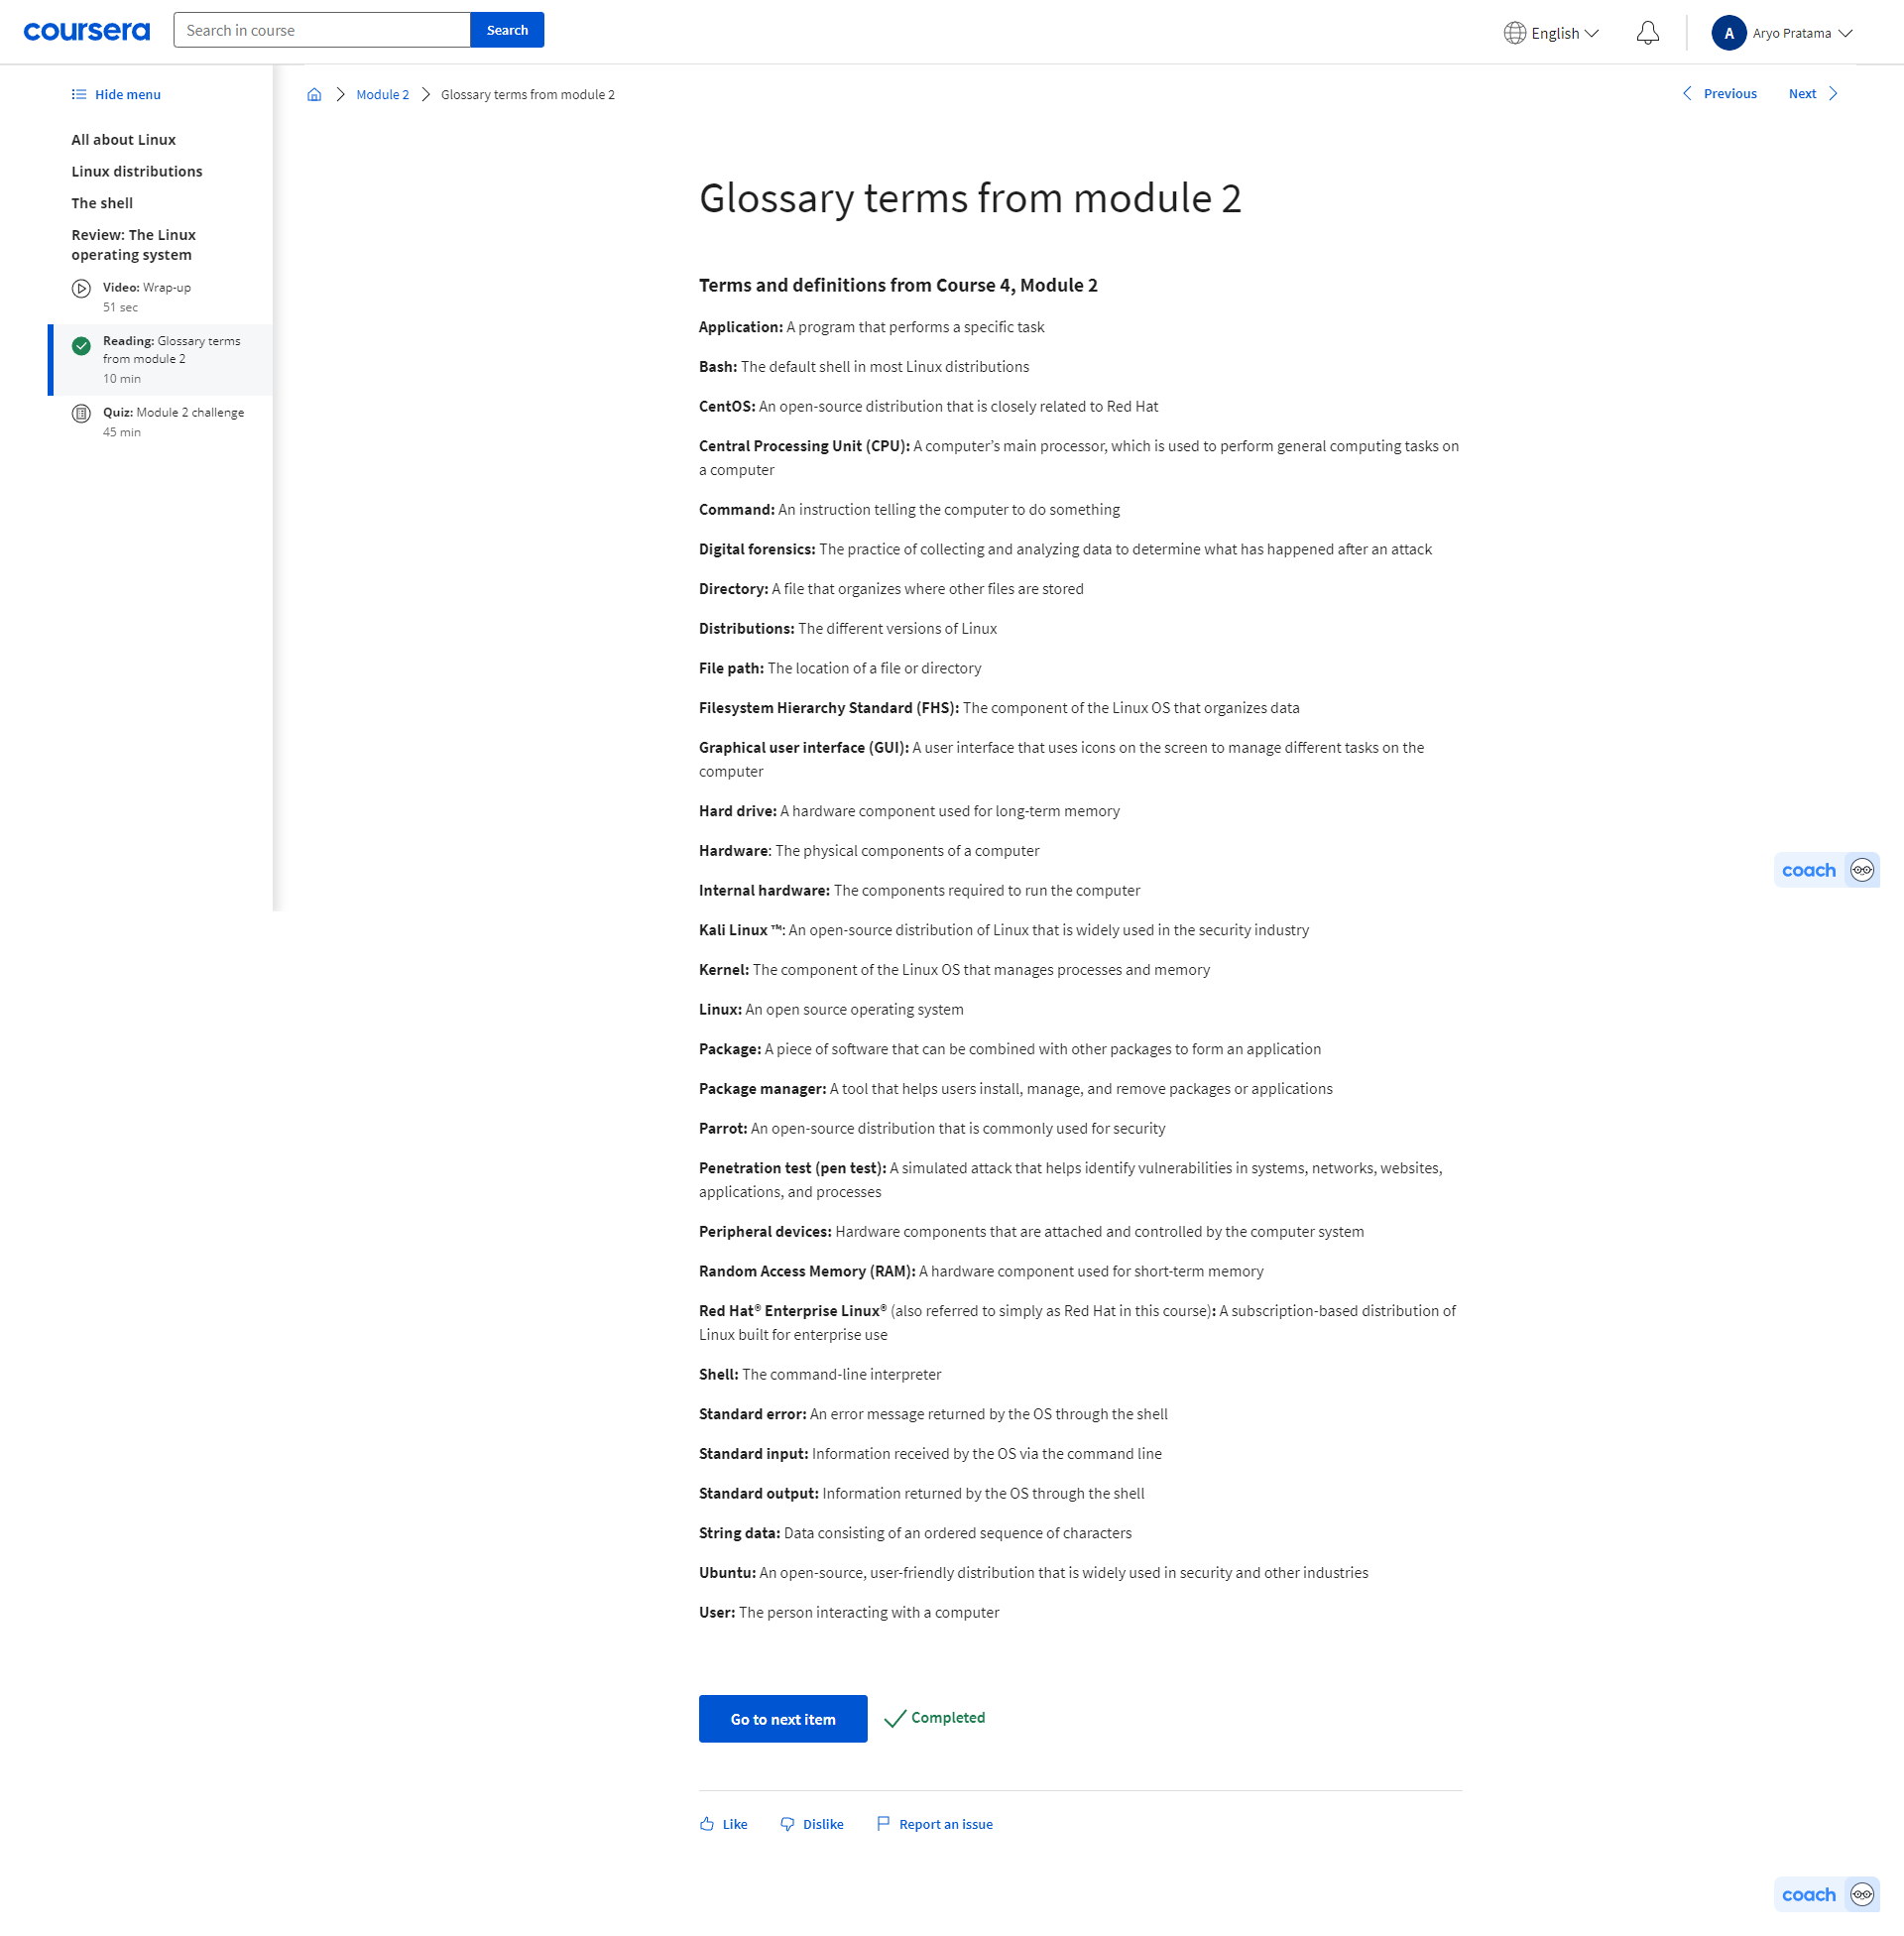 coursera
Search in course
Search
English
A
Aryo Pratama
Hide menu
All about Linux
Linux distributions
The shell
Review: The Linux
operating system
Video: Wrap-up
51 sec
Reading: Glossary terms
from module 2
10 min
Quiz: Module 2 challenge
45 min
Module 2
Glossary terms from module 2
Previous
Next
Glossary terms from module 2
Terms and definitions from Course 4, Module 2
Application: A program that performs a specific task
Bash: The default shell in most Linux distributions
CentOS: An open-source distribution that is closely related to Red Hat
Central Processing Unit (CPU): A computer’s main processor, which is used to perform general computing tasks on
a computer
Command: An instruction telling the computer to do something
Digital forensics: The practice of collecting and analyzing data to determine what has happened after an attack
Directory: A file that organizes where other files are stored
Distributions: The different versions of Linux
File path: The location of a file or directory
Filesystem Hierarchy Standard (FHS): The component of the Linux OS that organizes data
Graphical user interface (GUI): A user interface that uses icons on the screen to manage different tasks on the
computer
Hard drive: A hardware component used for long-term memory
Hardware: The physical components of a computer
Internal hardware: The components required to run the computer
Kali Linux ™: An open-source distribution of Linux that is widely used in the security industry
Kernel: The component of the Linux OS that manages processes and memory
Linux: An open source operating system
Package: A piece of software that can be combined with other packages to form an application
Package manager: A tool that helps users install, manage, and remove packages or applications
Parrot: An open-source distribution that is commonly used for security
Penetration test (pen test): A simulated attack that helps identify vulnerabilities in systems, networks, websites,
applications, and processes
Peripheral devices: Hardware components that are attached and controlled by the computer system
Random Access Memory (RAM): A hardware component used for short-term memory
Red Hat® Enterprise Linux® (also referred to simply as Red Hat in this course): A subscription-based distribution of
Linux built for enterprise use
Shell: The command-line interpreter
Standard error: An error message returned by the OS through the shell
Standard input: Information received by the OS via the command line
Standard output: Information returned by the OS through the shell
String data: Data consisting of an ordered sequence of characters
Ubuntu: An open-source, user-friendly distribution that is widely used in security and other industries
User: The person interacting with a computer
coach
Go to next item
Completed
Like
Dislike
Report an issue
coach